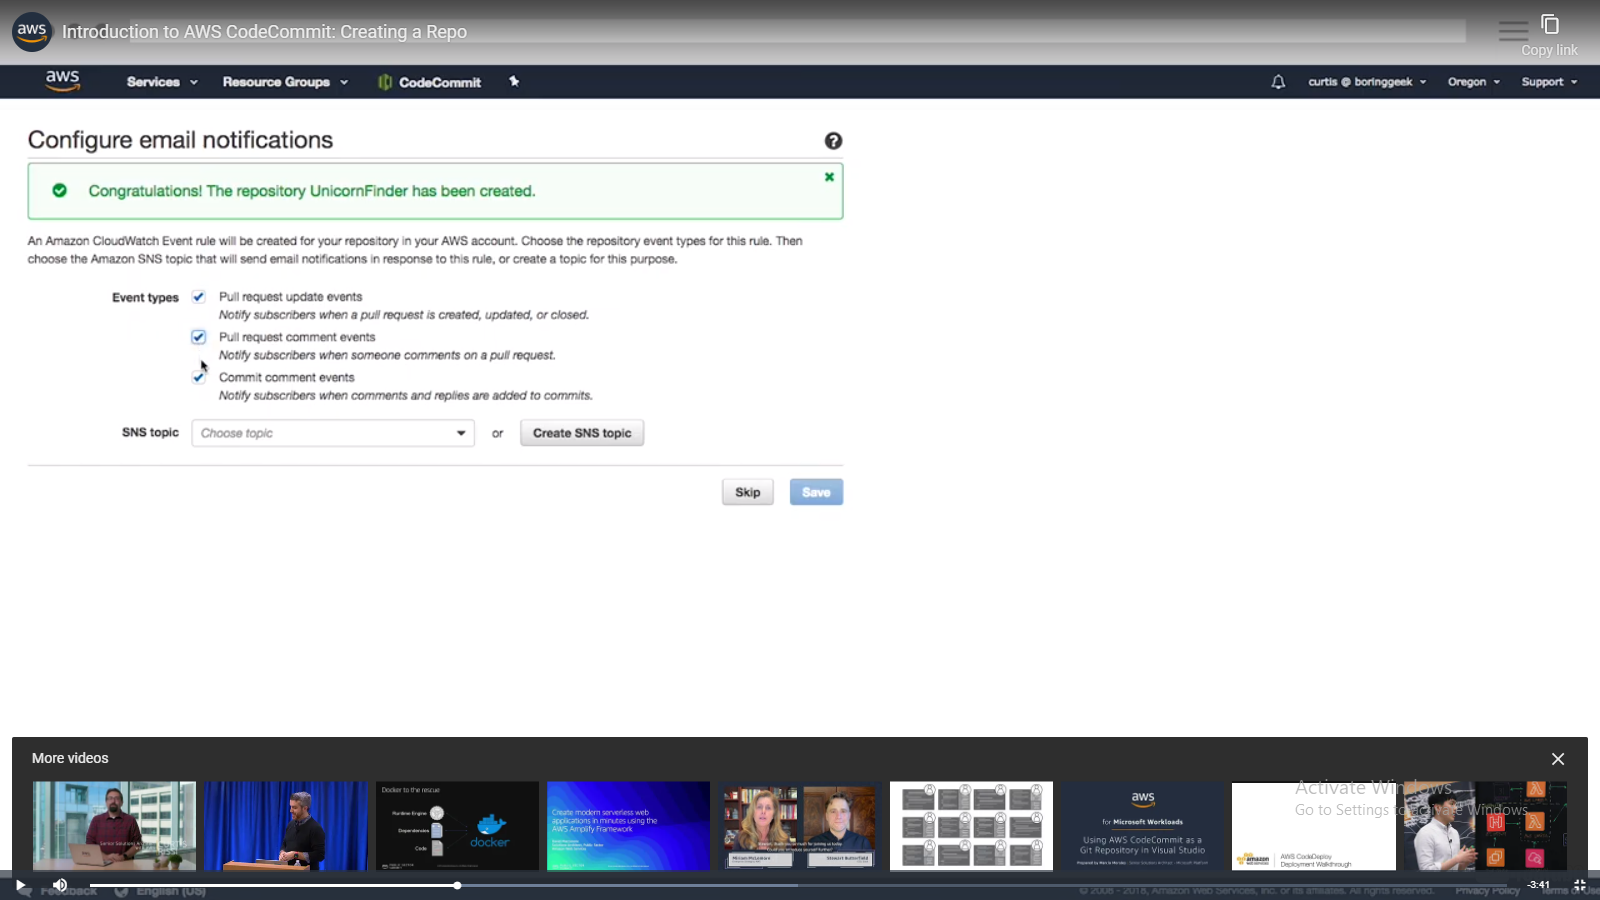 aws
Introduction to AWS CodeCommit: Creating a Repo
Copy link
aws
Services
Resource Groups
CodeCommit
curtis @ boringgeek
Oregon
Support
Configure email notifications
Congratulations! The repository UnicornFinder has been created.
An Amazon CloudWatch Event rule will be created for your repository in your AWS account. Choose the repository event types for this rule. Then
choose the Amazon SNS topic that will send email notifications in response to this rule, or create a topic for this purpose.
Event types
Pull request update events
Notify subscribers when a pull request is created, updated, or closed.
Pull request comment events
Notify subscribers when someone comments on a pull request.
Commit comment events
Notify subscribers when comments and replies are added to commits.
SNS topic
Choose topic
or
Create SNS topic
Skip
Save
More videos
Docker to the rescue
Runtime Engine
Dependencies
Code
docker
Create modern serverless web
applications in minutes using the
AWS Amplify Framework
Stewart Butterfield
aws
for Microsoft Workloads
Using AWS CodeCommit as a
Git Repository in Visual Studio
amazon
AWS CodeDeploy
Deployment Walkthrough
Activate Windows
Go to Settings to activate Windows.
Feedback
English (US)
© 2008 - 2018, Amazon Web Services, Inc. or its affiliates. All rights reserved.
Privacy Policy
Terms of Use
-3:41